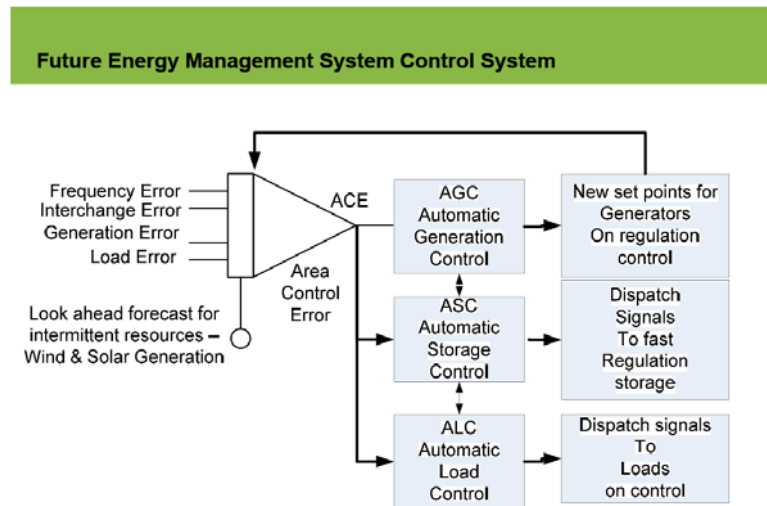 Future Energy Management System Control System
Frequency Error
Interchange Error
Generation Error
Load Error
Look ahead forecast for
intermittent resources –
Wind & Solar Generation
ACE
Area
Control
Error
AGC
Automatic
Generation
Control
New set points for
Generators
On regulation
control
ASC
Automatic
Storage
Control
Dispatch
Signals
To fast
Regulation
storage
ALC
Automatic
Load
Control
Dispatch signals
To
Loads
on control